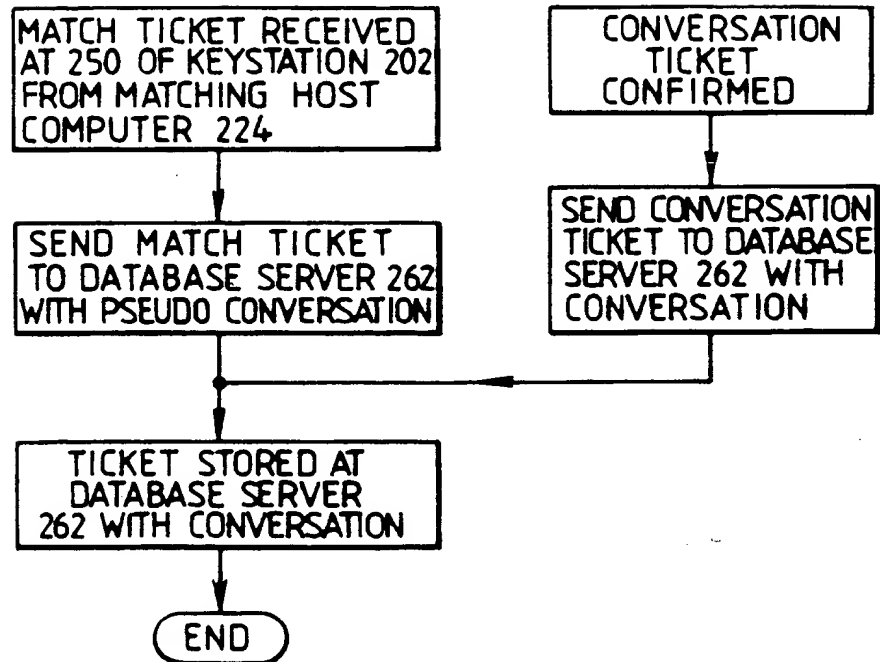 MATCH TICKET RECEIVED
AT 250 OF KEYSTATION 202
FROM MATCHING HOST
COMPUTER 224
CONVERSATION
TICKET
CONFIRMED
SEND MATCH TICKET
TO DATABASE SERVER 262
WITH PSEUDO CONVERSATION
SEND CONVERSATION
TICKET TO DATABASE
SERVER 262 WITH
CONVERSATION
TICKET STORED AT
DATABASE SERVER
262 WITH CONVERSATION
END